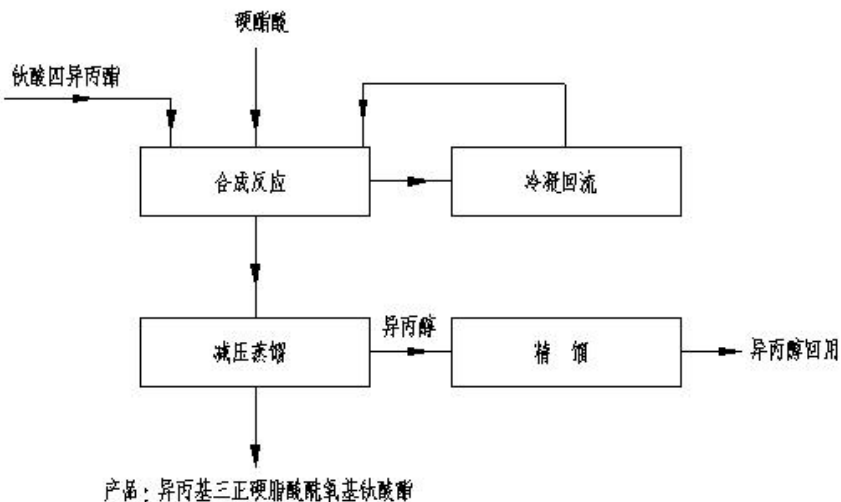 硬酯酸
钛酸四异丙酯
合成反应
冷凝回流
减压蒸馏
异丙醇
精 馏
异丙醇回用
产品：异丙基三正硬脂酸酰氧基钛酸酯